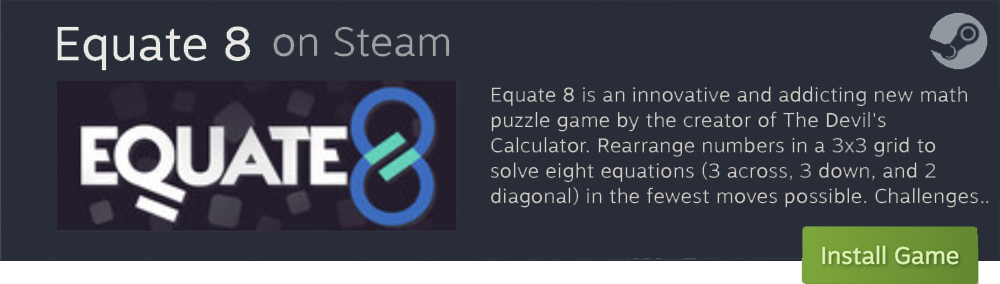 Equate 8 on Steam
EQUATE 8
Equate 8 is an innovative and addicting new math
puzzle game by the creator of The Devil's
Calculator. Rearrange numbers in a 3x3 grid to
solve eight equations (3 across, 3 down, and 2
diagonal) in the fewest moves possible. Challenges..
Install Game